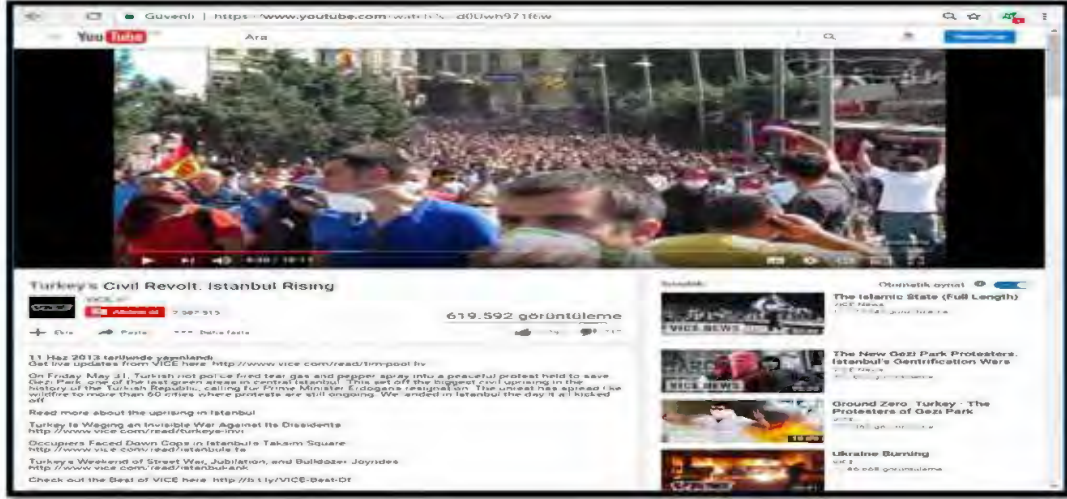 Güvenli | https://www.youtube.com/watch?v=d0Uwh971f6w
YouTube
Ara
Turkey's Civil Revolt. Istanbul Rising
VICE
Abone ol
Ekle Paylaş Daha fazla
619.592 görüntüleme
11 Haz 2013 tarihinde yayınlandı
Get live updates from VICE here: http://www.vice.com/read/tim-pool-liv
On Friday May 31, Turkish riot police fired tear gas and pepper spray into a peaceful protest held to save
Gezi Park, one of the last green areas in central Istanbul. This set off the biggest civil uprising in the
history of the Turkish Republic, calling for Prime Minister Erdogan's resignation. The unrest has spread like
wildfire to more than 60 cities where protests are still ongoing. We landed in Istanbul the day it all kicked
off.
Read more about the uprising in Istanbul
Turkey Is Waging an Invisible War Against Its Dissidents
http://www.vice.com/read/turkeys-invi
Occupiers Faced Down Cops in Istanbul's Taksim Square
http://www.vice.com/read/istanbuls-ta
Turkey's Weekend of Street War, Jubilation, and Bulldozer Joyrides
http://www.vice.com/read/istanbul-ank
Check out the Best of VICE here: http://bit.ly/VICE-Best-Of
Otomatik oynat
The Islamic State (Full Length)
VICE News
VICE NEWS
The New Gezi Park Protesters.
Istanbul's Gentrification Wars
VICE News
VICE NEWS
Ground Zero: Turkey - The
Protesters of Gezi Park
Ukraine Burning